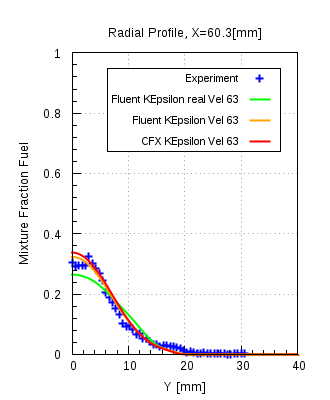 Radial Profile, X=60.3[mm]
1
Experiment
Fluent KEpsilon real Vel 63
Fluent KEpsilon Vel 63
CFX KEpsilon Vel 63
0.8
0.6
0.4
0.2
0
Mixture Fraction Fuel
0 10 20 30 40
Y [mm]